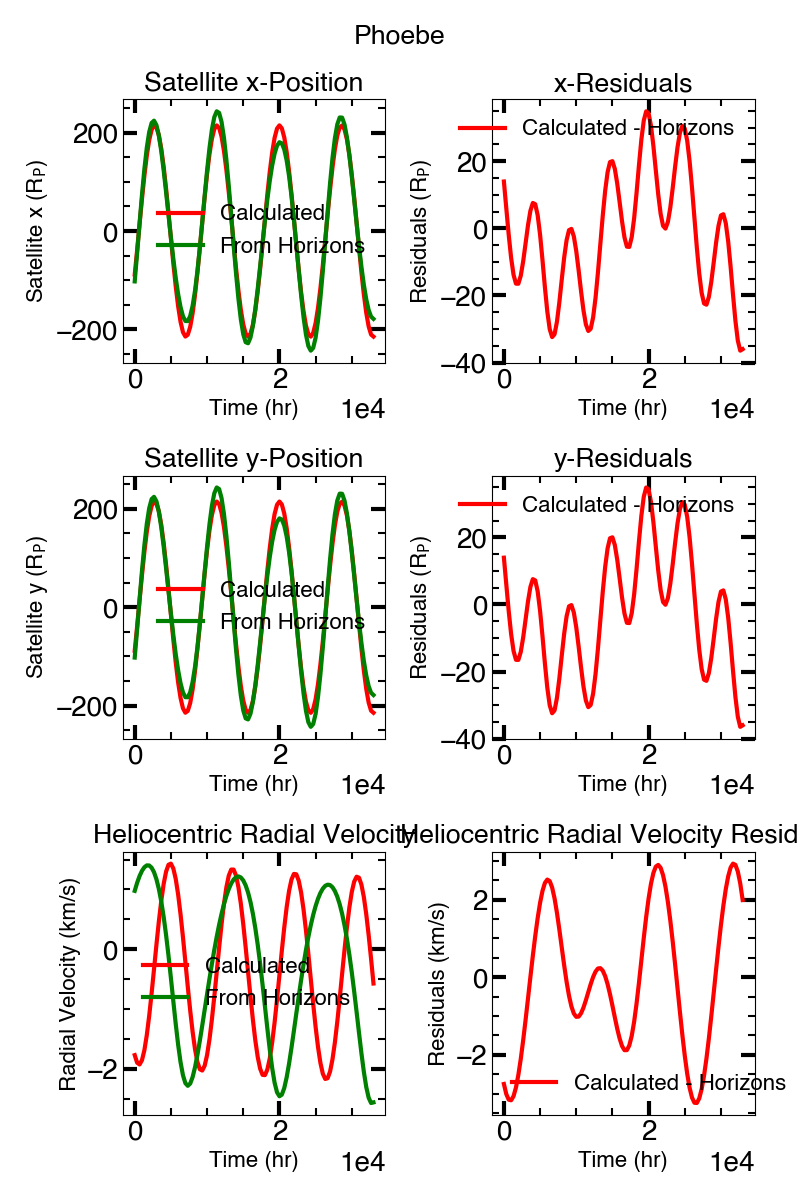 Phoebe
Satellite x-Position
x-Residuals
Satellite x (RP)
200
0
−200
Calculated
From Horizons
0
2
Time (hr)
1e4
Residuals (RP)
20
0
−20
−40
Calculated - Horizons
0
2
Time (hr)
1e4
Satellite y-Position
y-Residuals
Satellite y (RP)
200
0
−200
Calculated
From Horizons
0
2
Time (hr)
1e4
Residuals (RP)
20
0
−20
−40
Calculated - Horizons
0
2
Time (hr)
1e4
Heliocentric Radial Velocity
Heliocentric Radial Velocity Resid
Radial Velocity (km/s)
0
−2
Calculated
From Horizons
0
2
Time (hr)
1e4
Residuals (km/s)
2
0
−2
Calculated - Horizons
0
2
Time (hr)
1e4